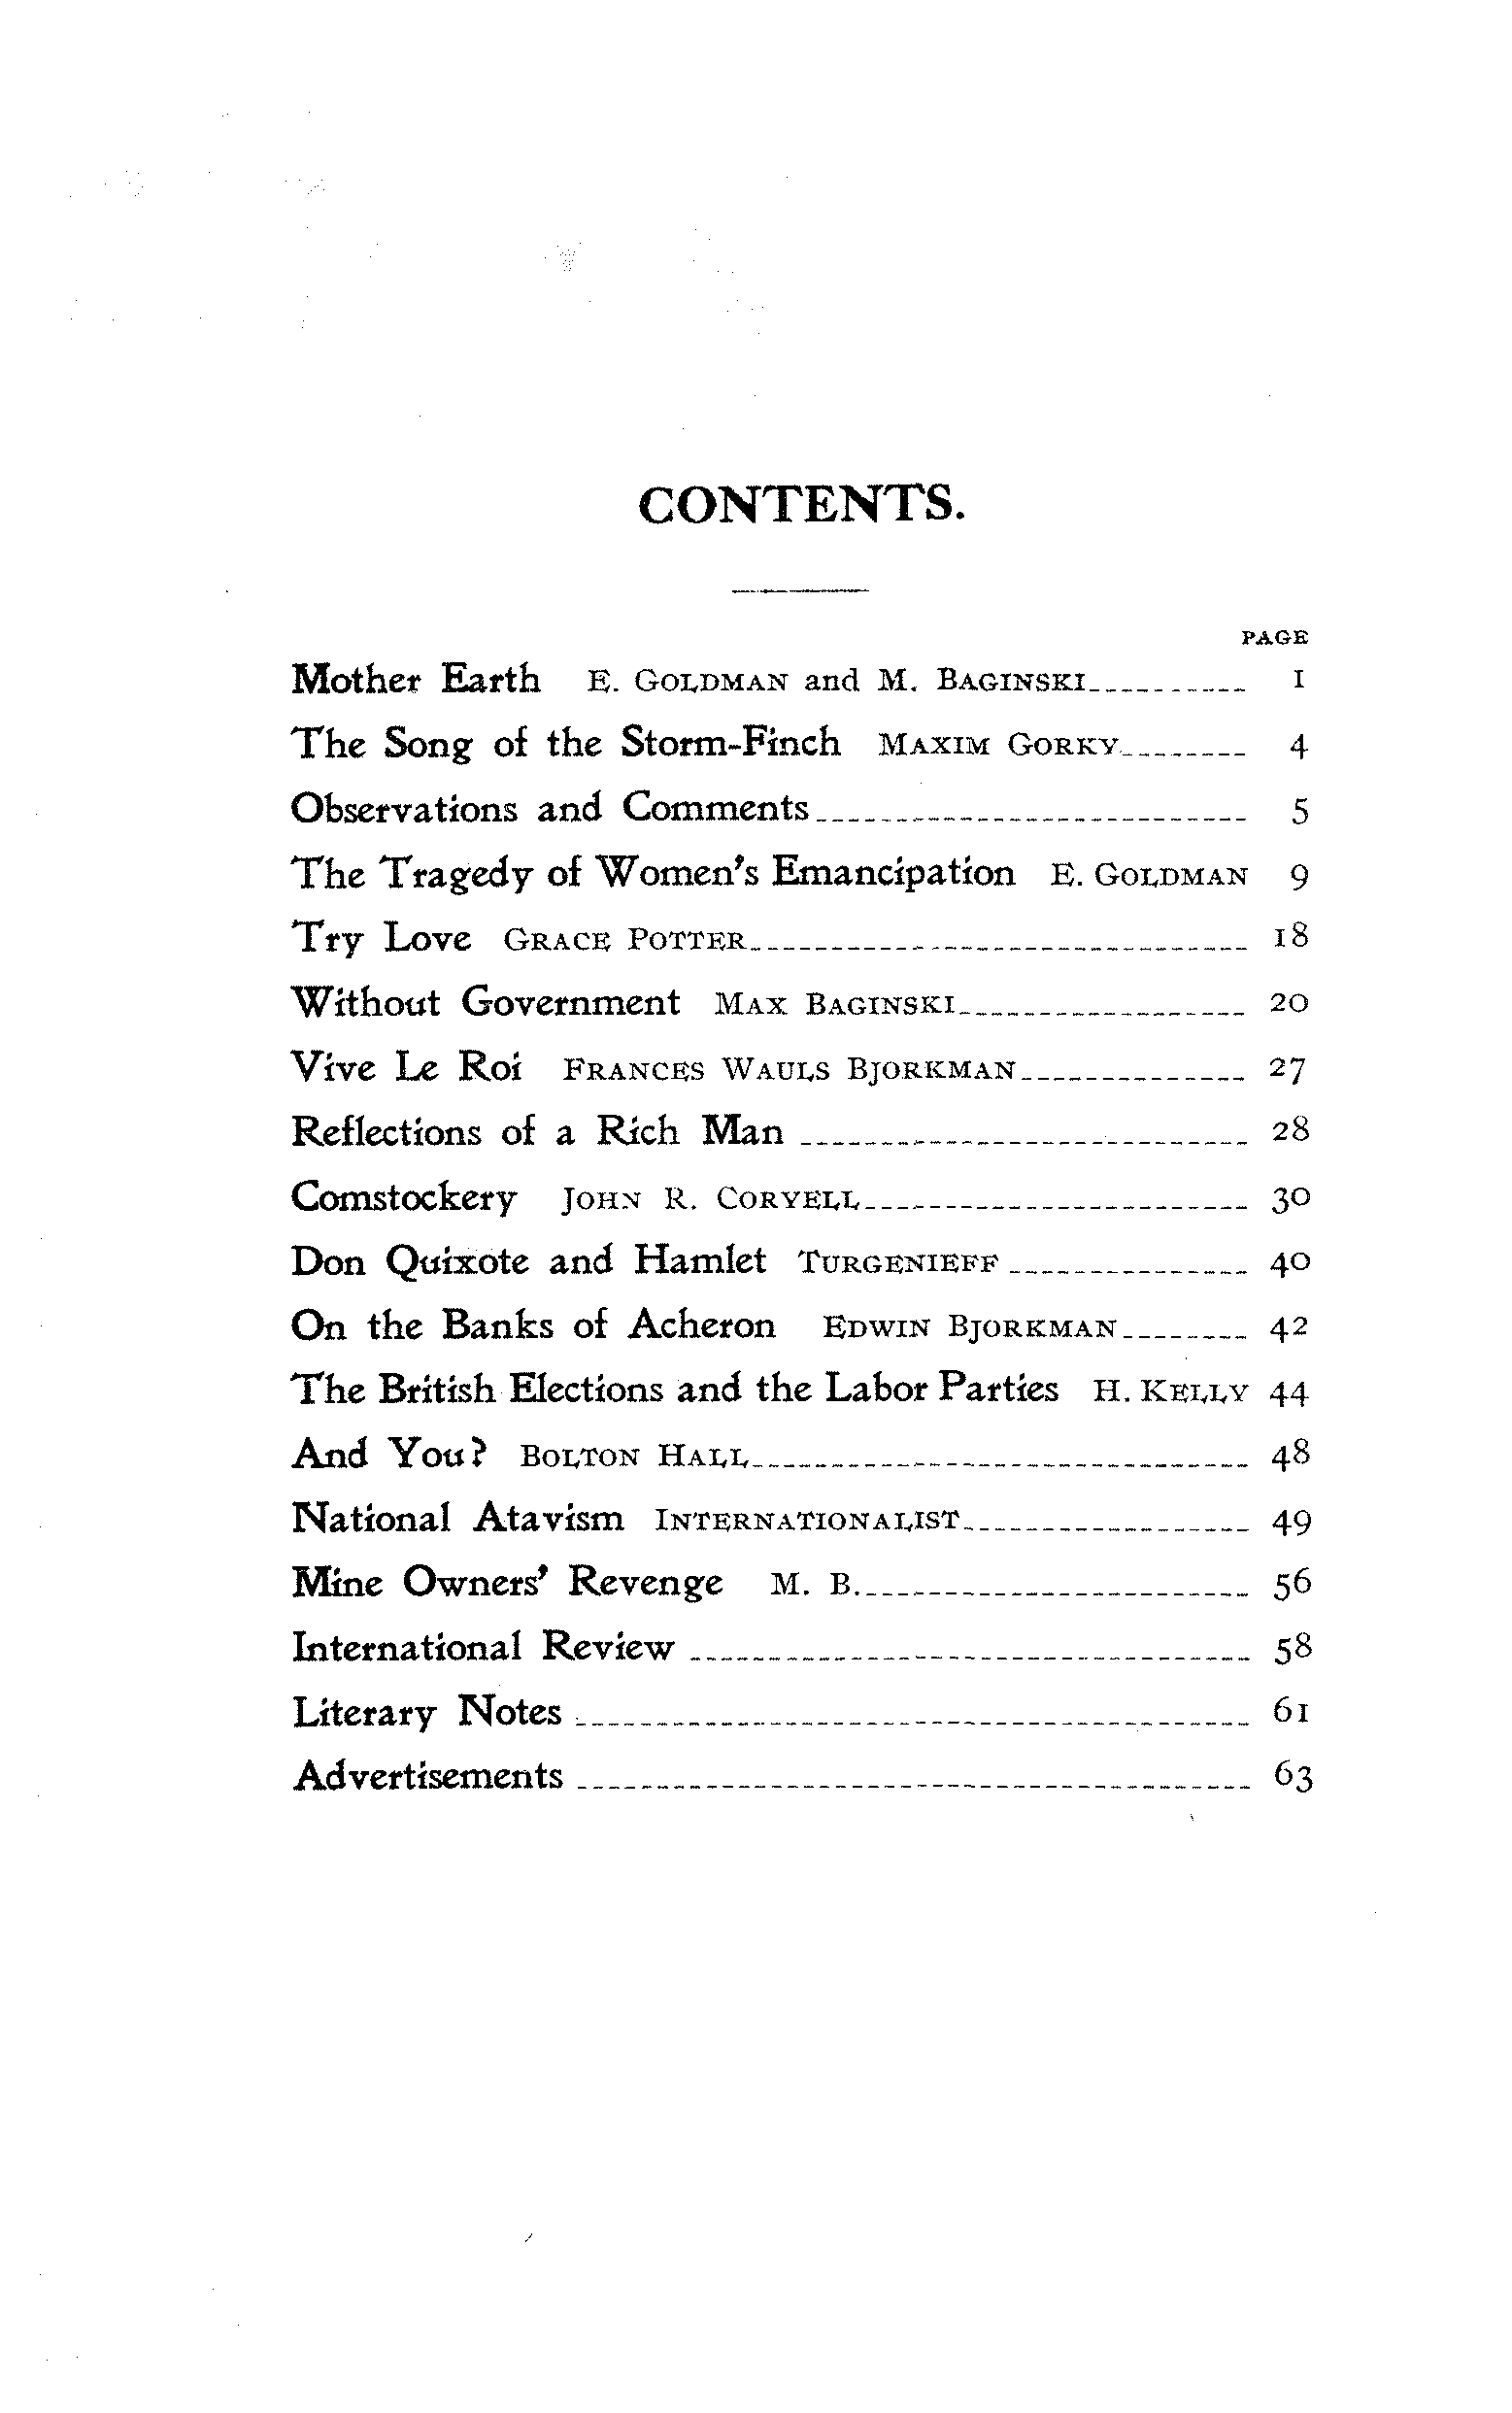 CONTENTS.
PAGE
Mother Earth E. GOLDMAN and M. BAGINSKI 1
The Song of the Storm-Finch MAXIM GORKY 4
Observations and Comments 5
The Tragedy of Women's Emancipation E. GOLDMAN 9
Try Love GRACE POTTER 18
Without Government MAX BAGINSKI 20
Vive Le Roi FRANCES WAULS BJORKMAN 27
Reflections of a Rich Man 28
Comstockery JOHN R. CORYELL 30
Don Quixote and Hamlet TURGENIEFF 40
On the Banks of Acheron EDWIN BJORKMAN 42
The British Elections and the Labor Parties H. KELLY 44
And You? BOLTON HALL 48
National Atavism INTERNATIONALIST 49
Mine Owners' Revenge M. B. 56
International Review 58
Literary Notes 61
Advertisements 63